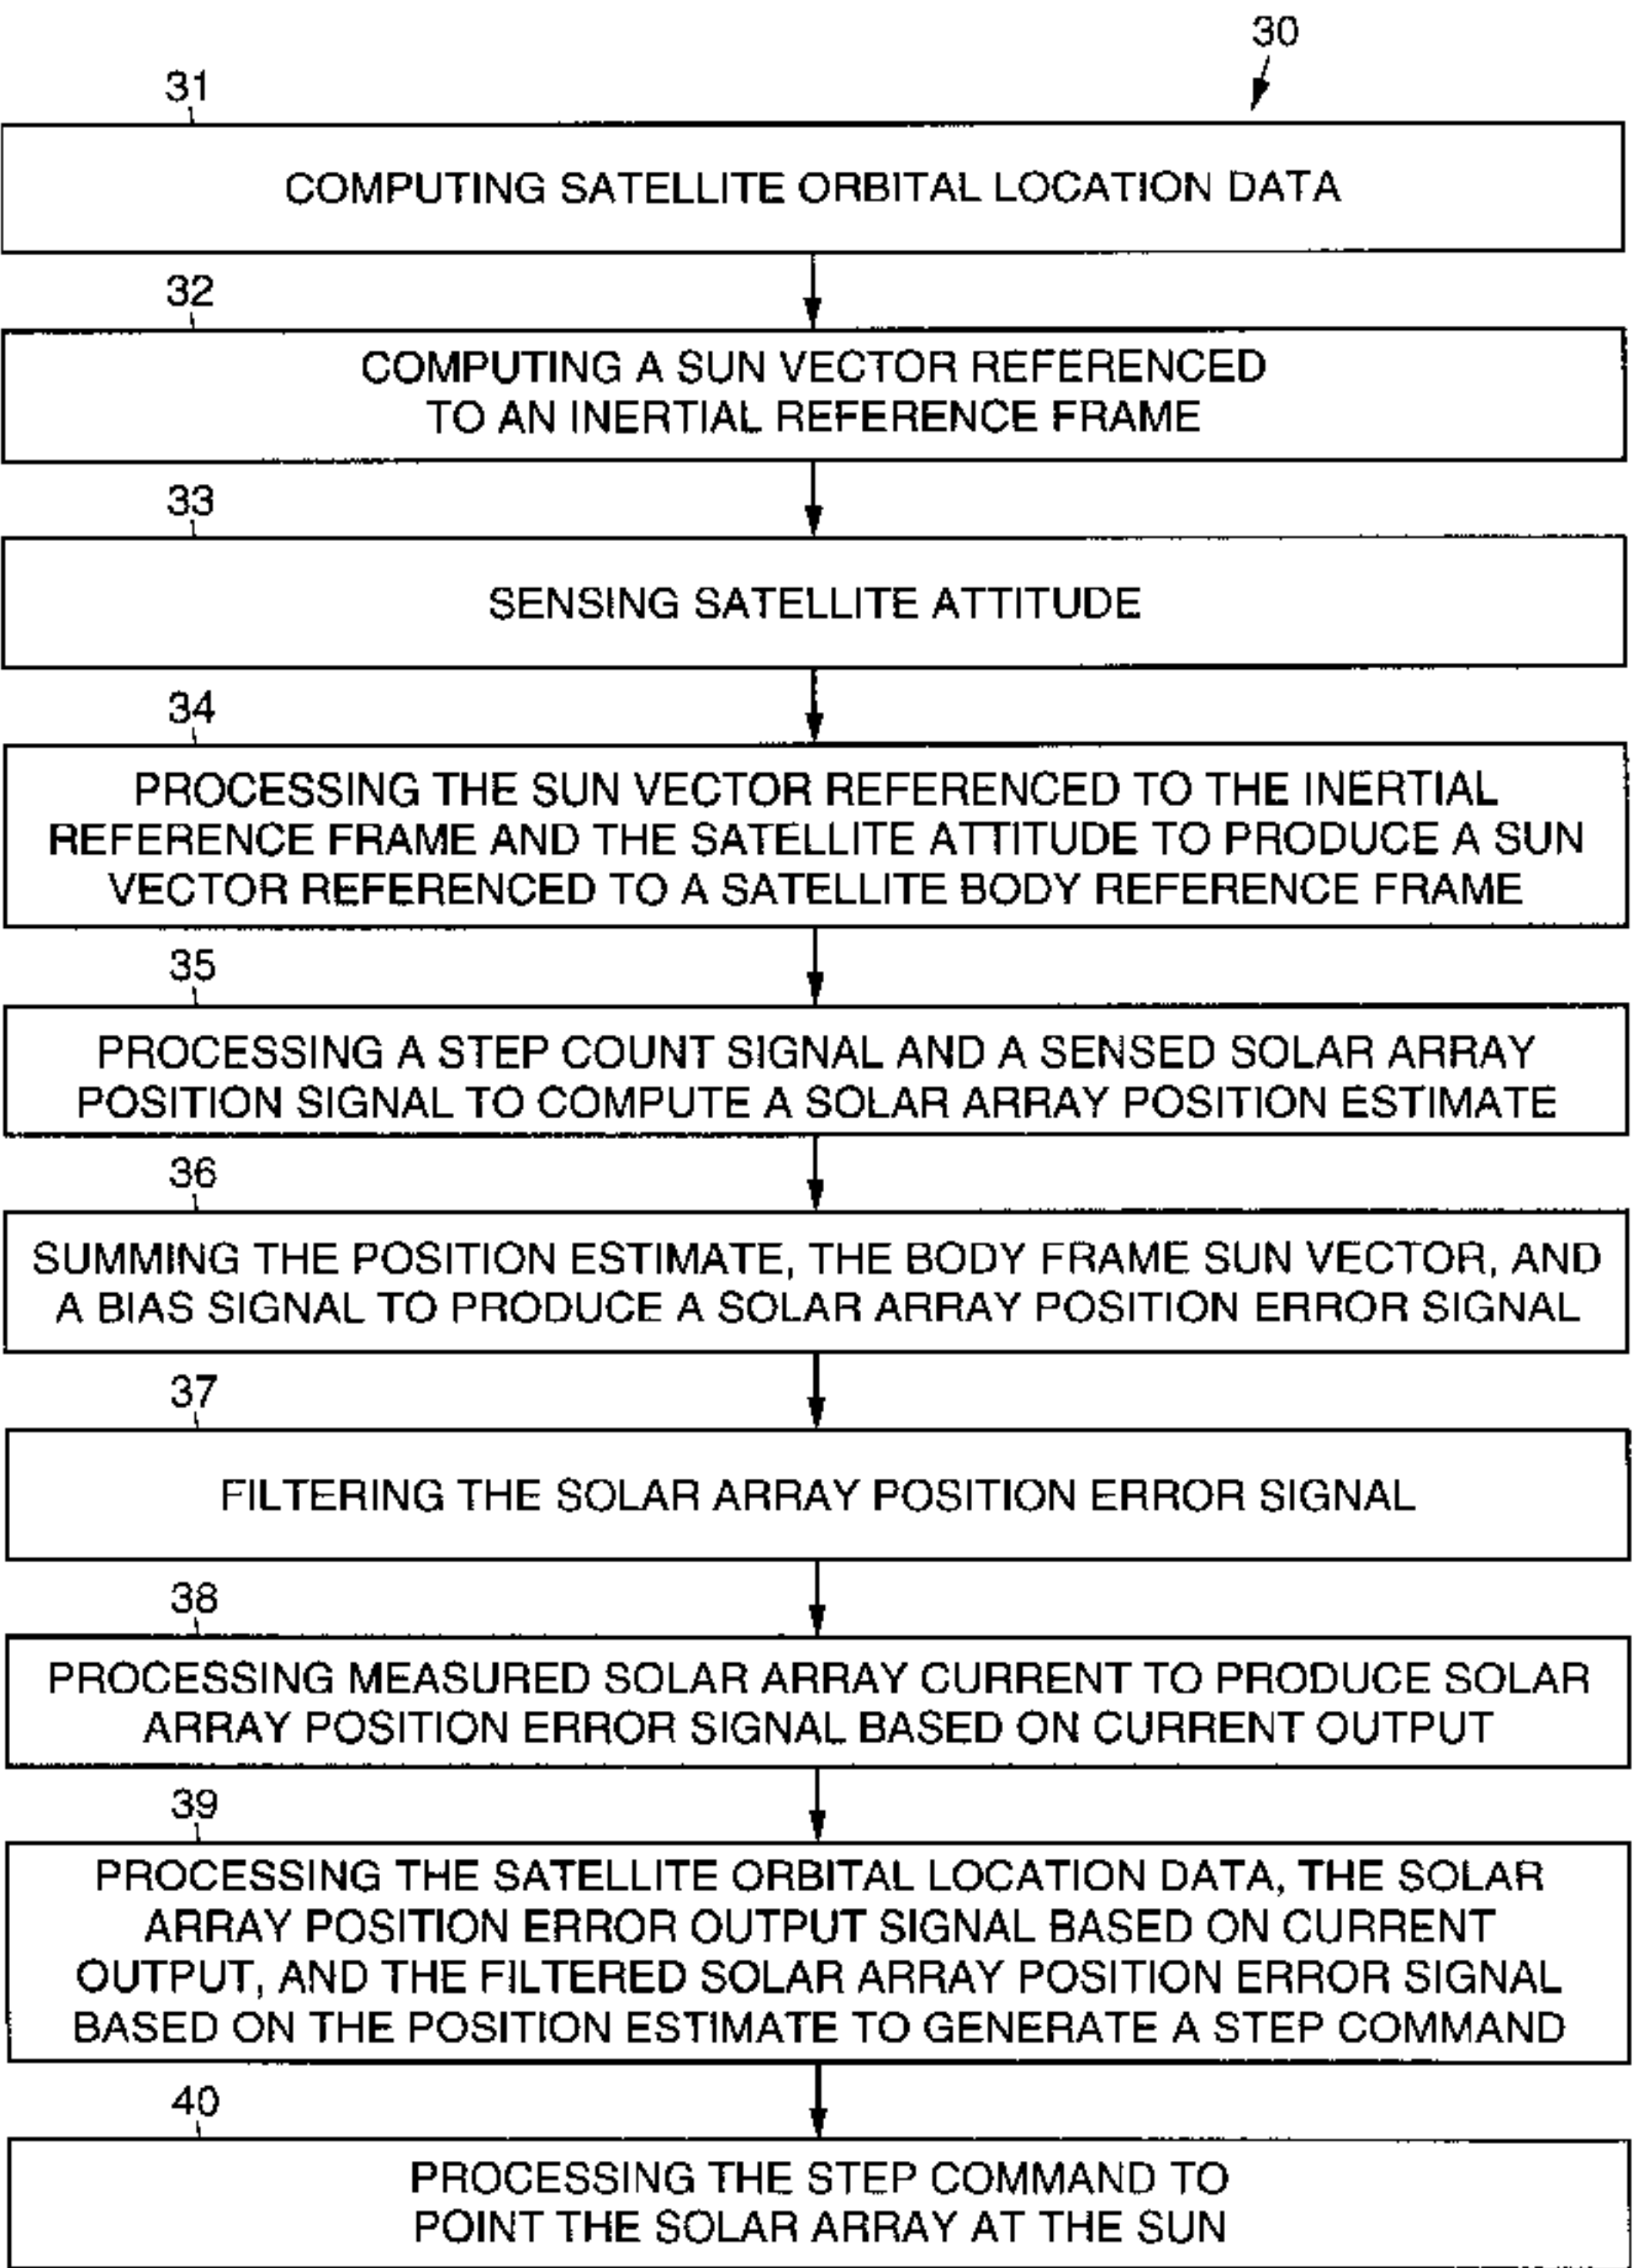 30
31
COMPUTING SATELLITE ORBITAL LOCATION DATA
32
COMPUTING A SUN VECTOR REFERENCED
TO AN INERTIAL REFERENCE FRAME
33
SENSING SATELLITE ATTITUDE
34
PROCESSING THE SUN VECTOR REFERENCED TO THE INERTIAL
REFERENCE FRAME AND THE SATELLITE ATTITUDE TO PRODUCE A SUN
VECTOR REFERENCED TO A SATELLITE BODY REFERENCE FRAME
35
PROCESSING A STEP COUNT SIGNAL AND A SENSED SOLAR ARRAY
POSITION SIGNAL TO COMPUTE A SOLAR ARRAY POSITION ESTIMATE
36
SUMMING THE POSITION ESTIMATE, THE BODY FRAME SUN VECTOR, AND
A BIAS SIGNAL TO PRODUCE A SOLAR ARRAY POSITION ERROR SIGNAL
37
FILTERING THE SOLAR ARRAY POSITION ERROR SIGNAL
38
PROCESSING MEASURED SOLAR ARRAY CURRENT TO PRODUCE SOLAR
ARRAY POSITION ERROR SIGNAL BASED ON CURRENT OUTPUT
39
PROCESSING THE SATELLITE ORBITAL LOCATION DATA, THE SOLAR
ARRAY POSITION ERROR OUTPUT SIGNAL BASED ON CURRENT
OUTPUT, AND THE FILTERED SOLAR ARRAY POSITION ERROR SIGNAL
BASED ON THE POSITION ESTIMATE TO GENERATE A STEP COMMAND
40
PROCESSING THE STEP COMMAND TO
POINT THE SOLAR ARRAY AT THE SUN